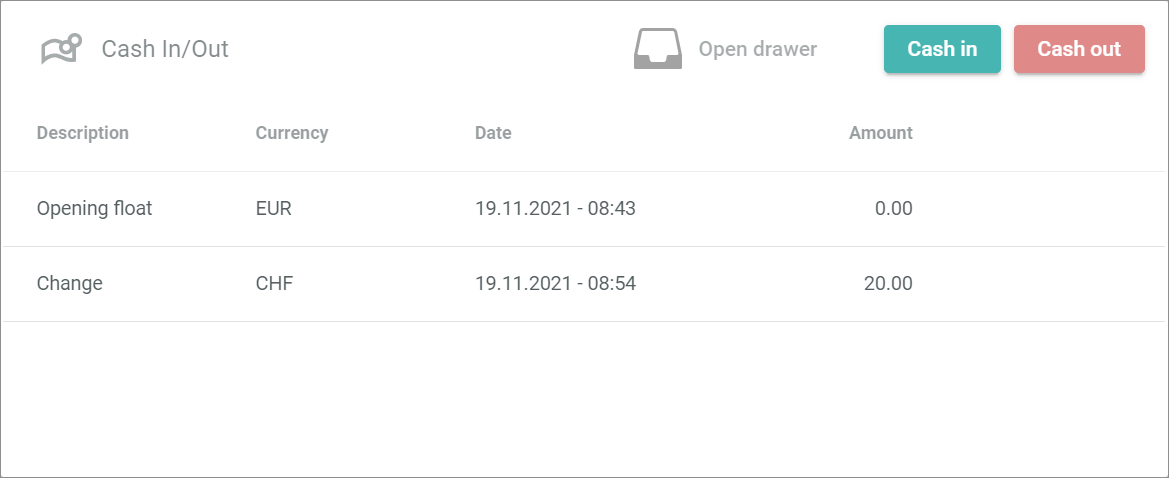 Cash In/Out Open drawer Cash in Cash out
Description Currency Date Amount
Opening float EUR 19.11.2021 - 08:43 0.00
Change CHF 19.11.2021 - 08:54 20.00